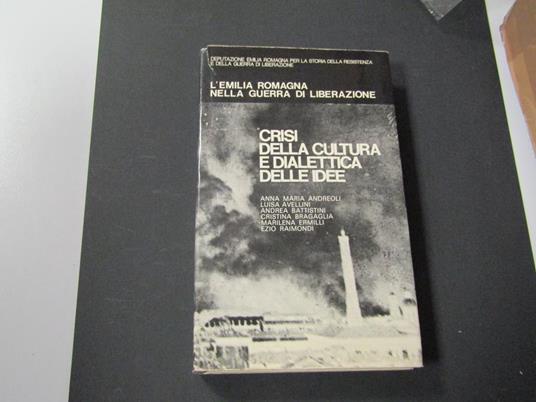 DEPUTAZIONE EMILIA ROMAGNA PER LA STORIA DELLA RESISTENZA
E DELLA GUERRA DI LIBERAZIONE
L'EMILIA ROMAGNA
NELLA GUERRA DI LIBERAZIONE
CRISI
DELLA CULTURA
E DIALETTICA
DELLE IDEE
ANNA MARIA ANDREOLI
LUISA AVELLINI
ANDREA BATTISTINI
CRISTINA BRAGAGLIA
MARILENA ERMILLI
EZIO RAIMONDI